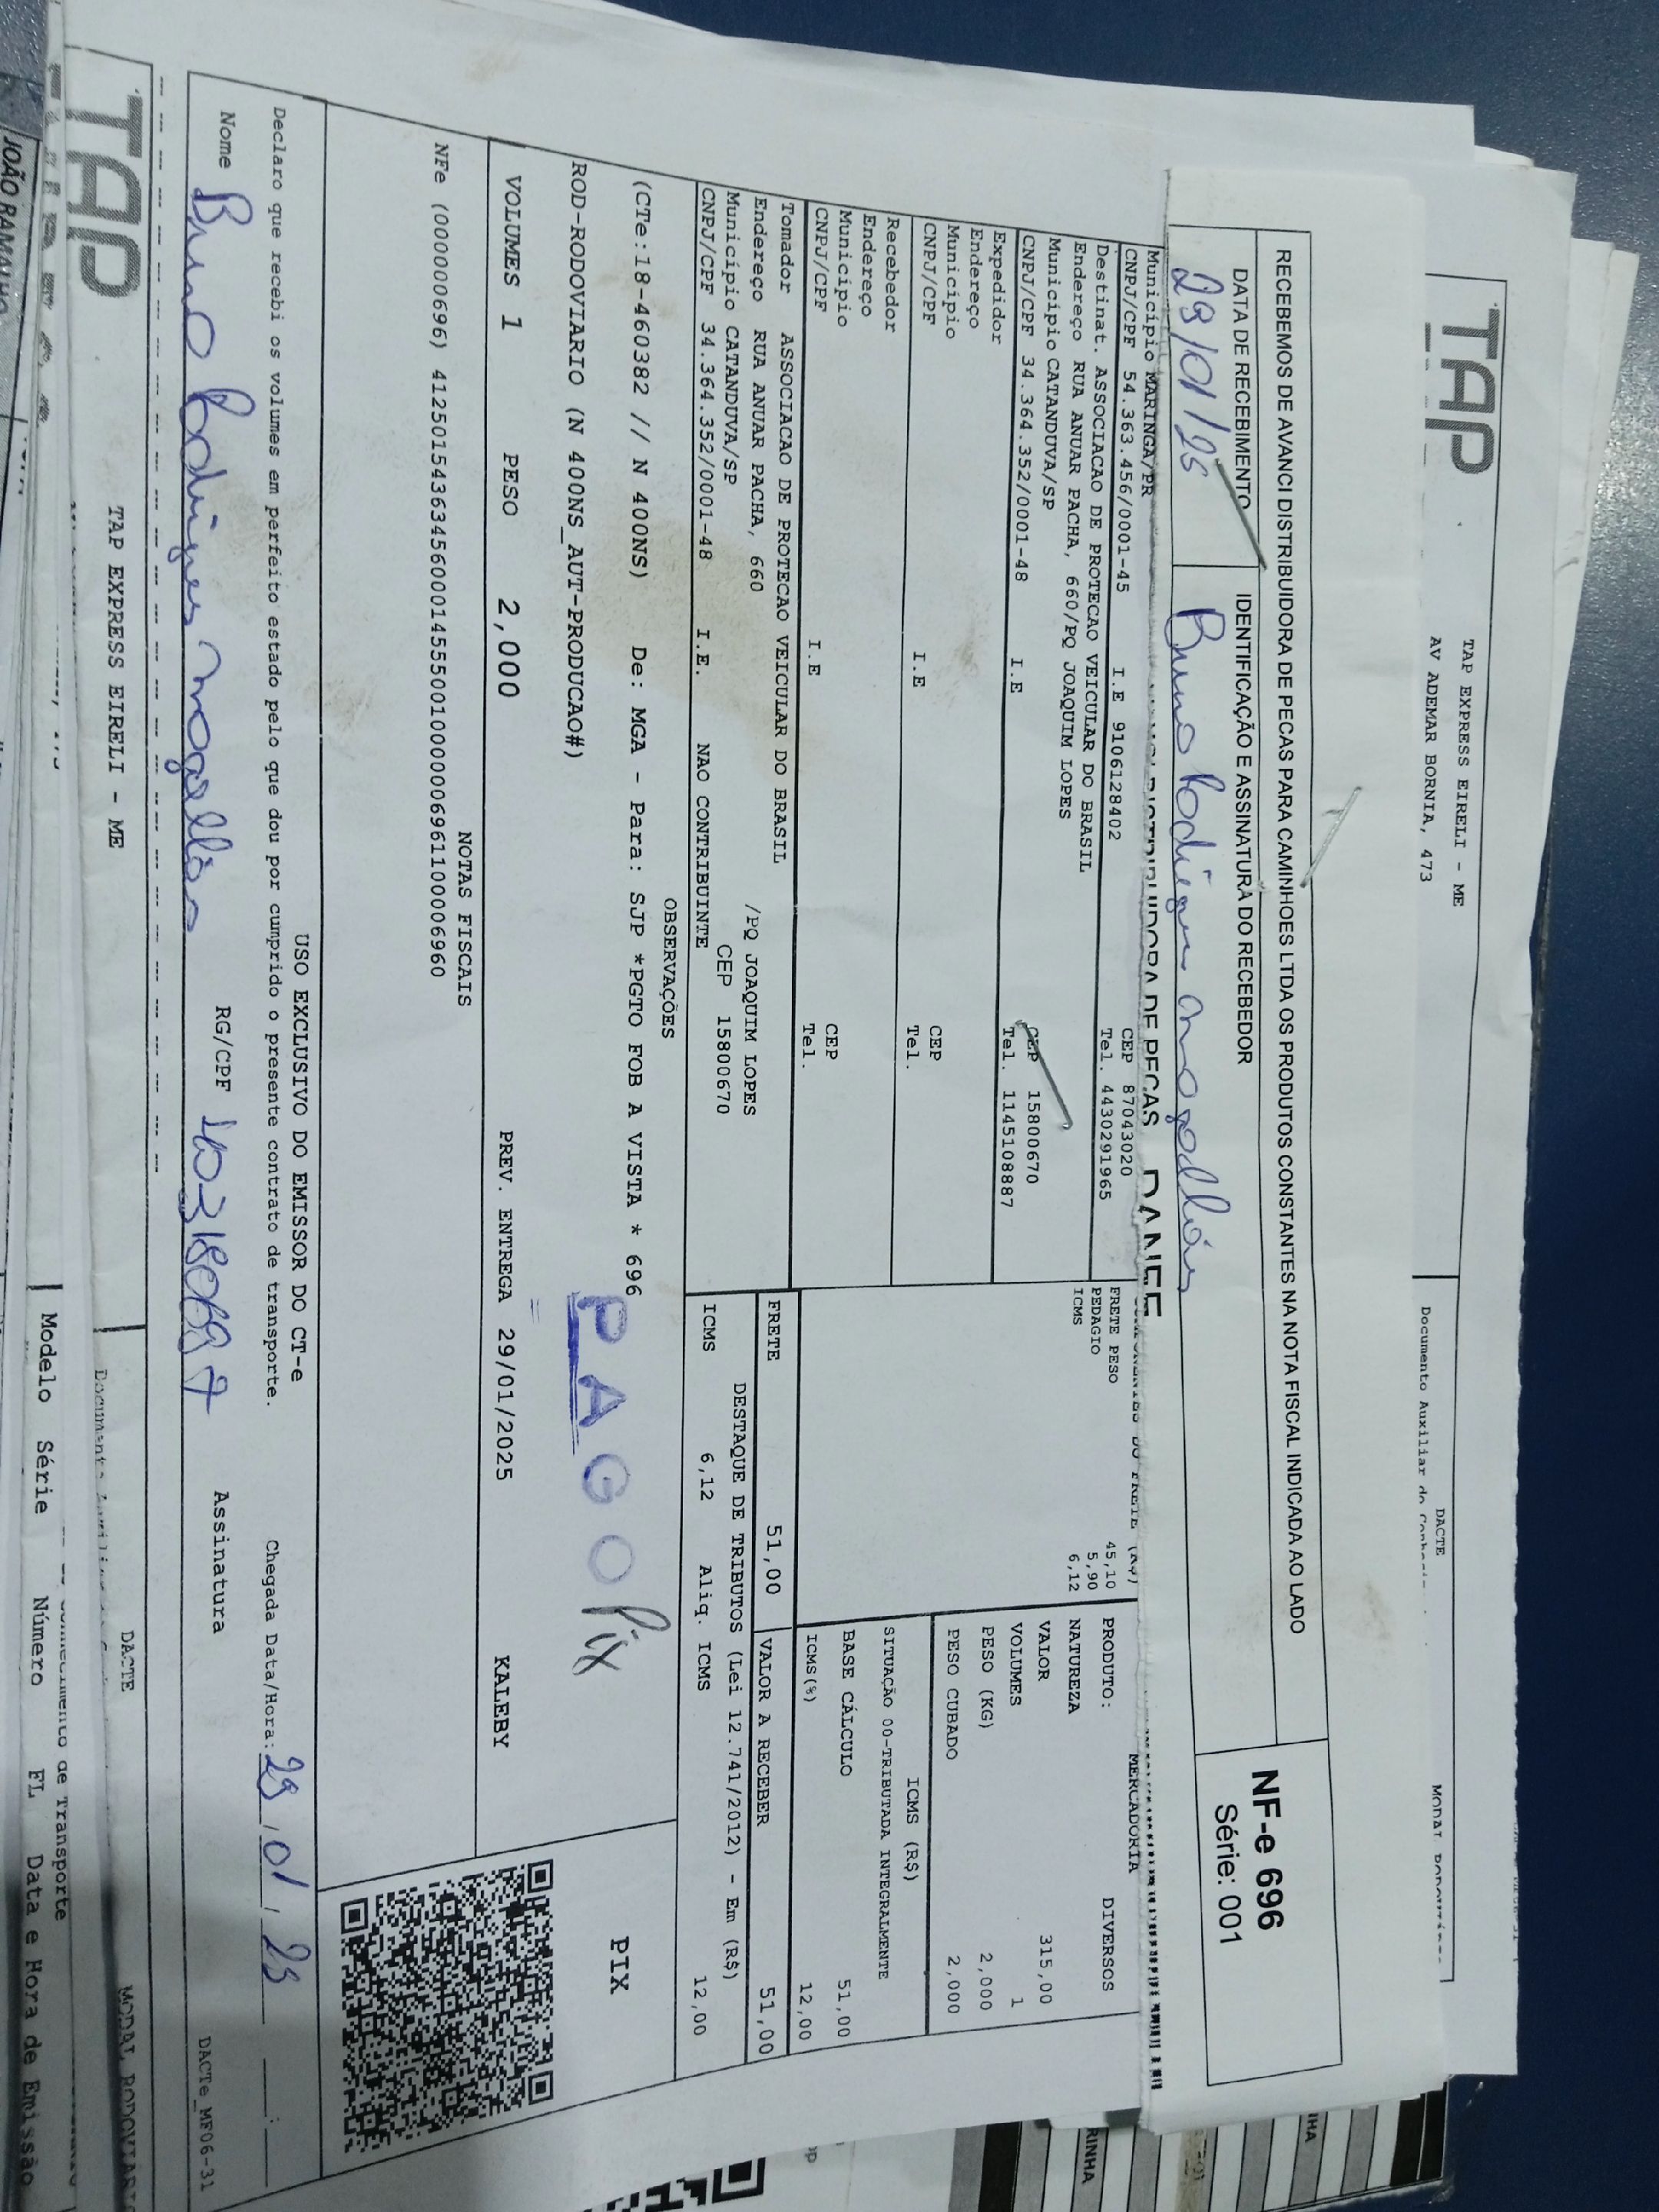 TAP
TAP EXPRESS EIRELI - ME
AV ADEMAR BORNIA, 473
DACTE
Documento Auxiliar do
RECEBEMOS DE AVANCI DISTRIBUIDORA DE PECAS PARA CAMINHOES LTDA OS PRODUTOS CONSTANTES NA NOTA FISCAL INDICADA AO LADO
DATA DE RECEBIMENTO
IDENTIFICAÇÃO E ASSINATURA DO RECEBEDOR
29/01/25
Bruno Rodrigues Magalhães
NF-e 696
Série: 001
Município MARINGA/PR
CEP 87043020
CNPJ/CPF 54.363.456/0001-45 I.E 9106128402 Tel. 4430291965
Destinat. ASSOCIACAO DE PROTECAO VEICULAR DO BRASIL
Endereço RUA ANUAR PACHA, 660/PQ JOAQUIM LOPES
Município CATANDUVA/SP CEP 15800670
CNPJ/CPF 34.364.352/0001-48 I.E Tel. 1145108887
Expedidor
Endereço
Município CEP
CNPJ/CPF I.E Tel.
Recebedor
Endereço
Município CEP
CNPJ/CPF I.E Tel.
Tomador ASSOCIACAO DE PROTECAO VEICULAR DO BRASIL
Endereço RUA ANUAR PACHA, 660 /PQ JOAQUIM LOPES
Município CATANDUVA/SP CEP 15800670
CNPJ/CPF 34.364.352/0001-48 I.E. NAO CONTRIBUINTE
FRETE PESO 45,10
PEDAGIO 5,90
ICMS 6,12
MERCADORIA
PRODUTO: DIVERSOS
NATUREZA
VALOR 315,00
VOLUMES 1
PESO (KG) 2,000
PESO CUBADO 2,000
ICMS (R$)
SITUAÇÃO 00-TRIBUTADA INTEGRALMENTE
BASE CÁLCULO 51,00
ICMS(%) 12,00
FRETE 51,00 VALOR A RECEBER 51,00
DESTAQUE DE TRIBUTOS (Lei 12.741/2012) - Em (R$)
ICMS 6,12 Aliq. ICMS 12,00
OBSERVAÇÕES
(CTe:18-460382 // N 400NS) De: MGA - Para: SJP *PGTO FOB A VISTA * 696
ROD-RODOVIARIO (N 400NS_AUT-PRODUCAO#)
PAGO Pix
PIX
VOLUMES 1 PESO 2,000 PREV. ENTREGA 29/01/2025 KALEBY
NOTAS FISCAIS
NFe (000000696) 41250154363456000145550010000006961100006960
USO EXCLUSIVO DO EMISSOR DO CT-e
Declaro que recebi os volumes em perfeito estado pelo que dou por cumprido o presente contrato de transporte.
Chegada Data/Hora: 29/01/25
Nome Bruno Rodrigues Magalhães RG/CPF Assinatura
DACTe_MF06-31
TAP
TAP EXPRESS EIRELI - ME
DACTE
MODAL RODOVIÁRIO
de Transporte
Modelo Série Número FL Data e Hora de Emissão
JOÃO RAMALHO